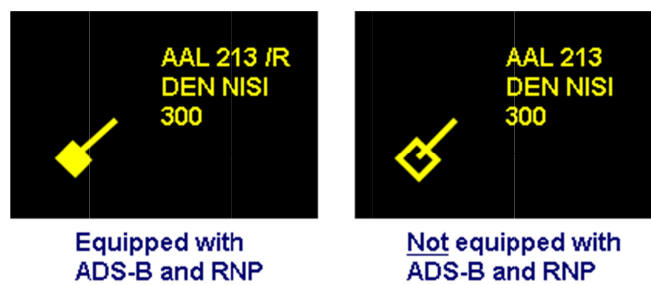 AAL 213 /R
DEN NISI
300
Equipped with
ADS-B and RNP
AAL 213
DEN NISI
300
Not equipped with
ADS-B and RNP